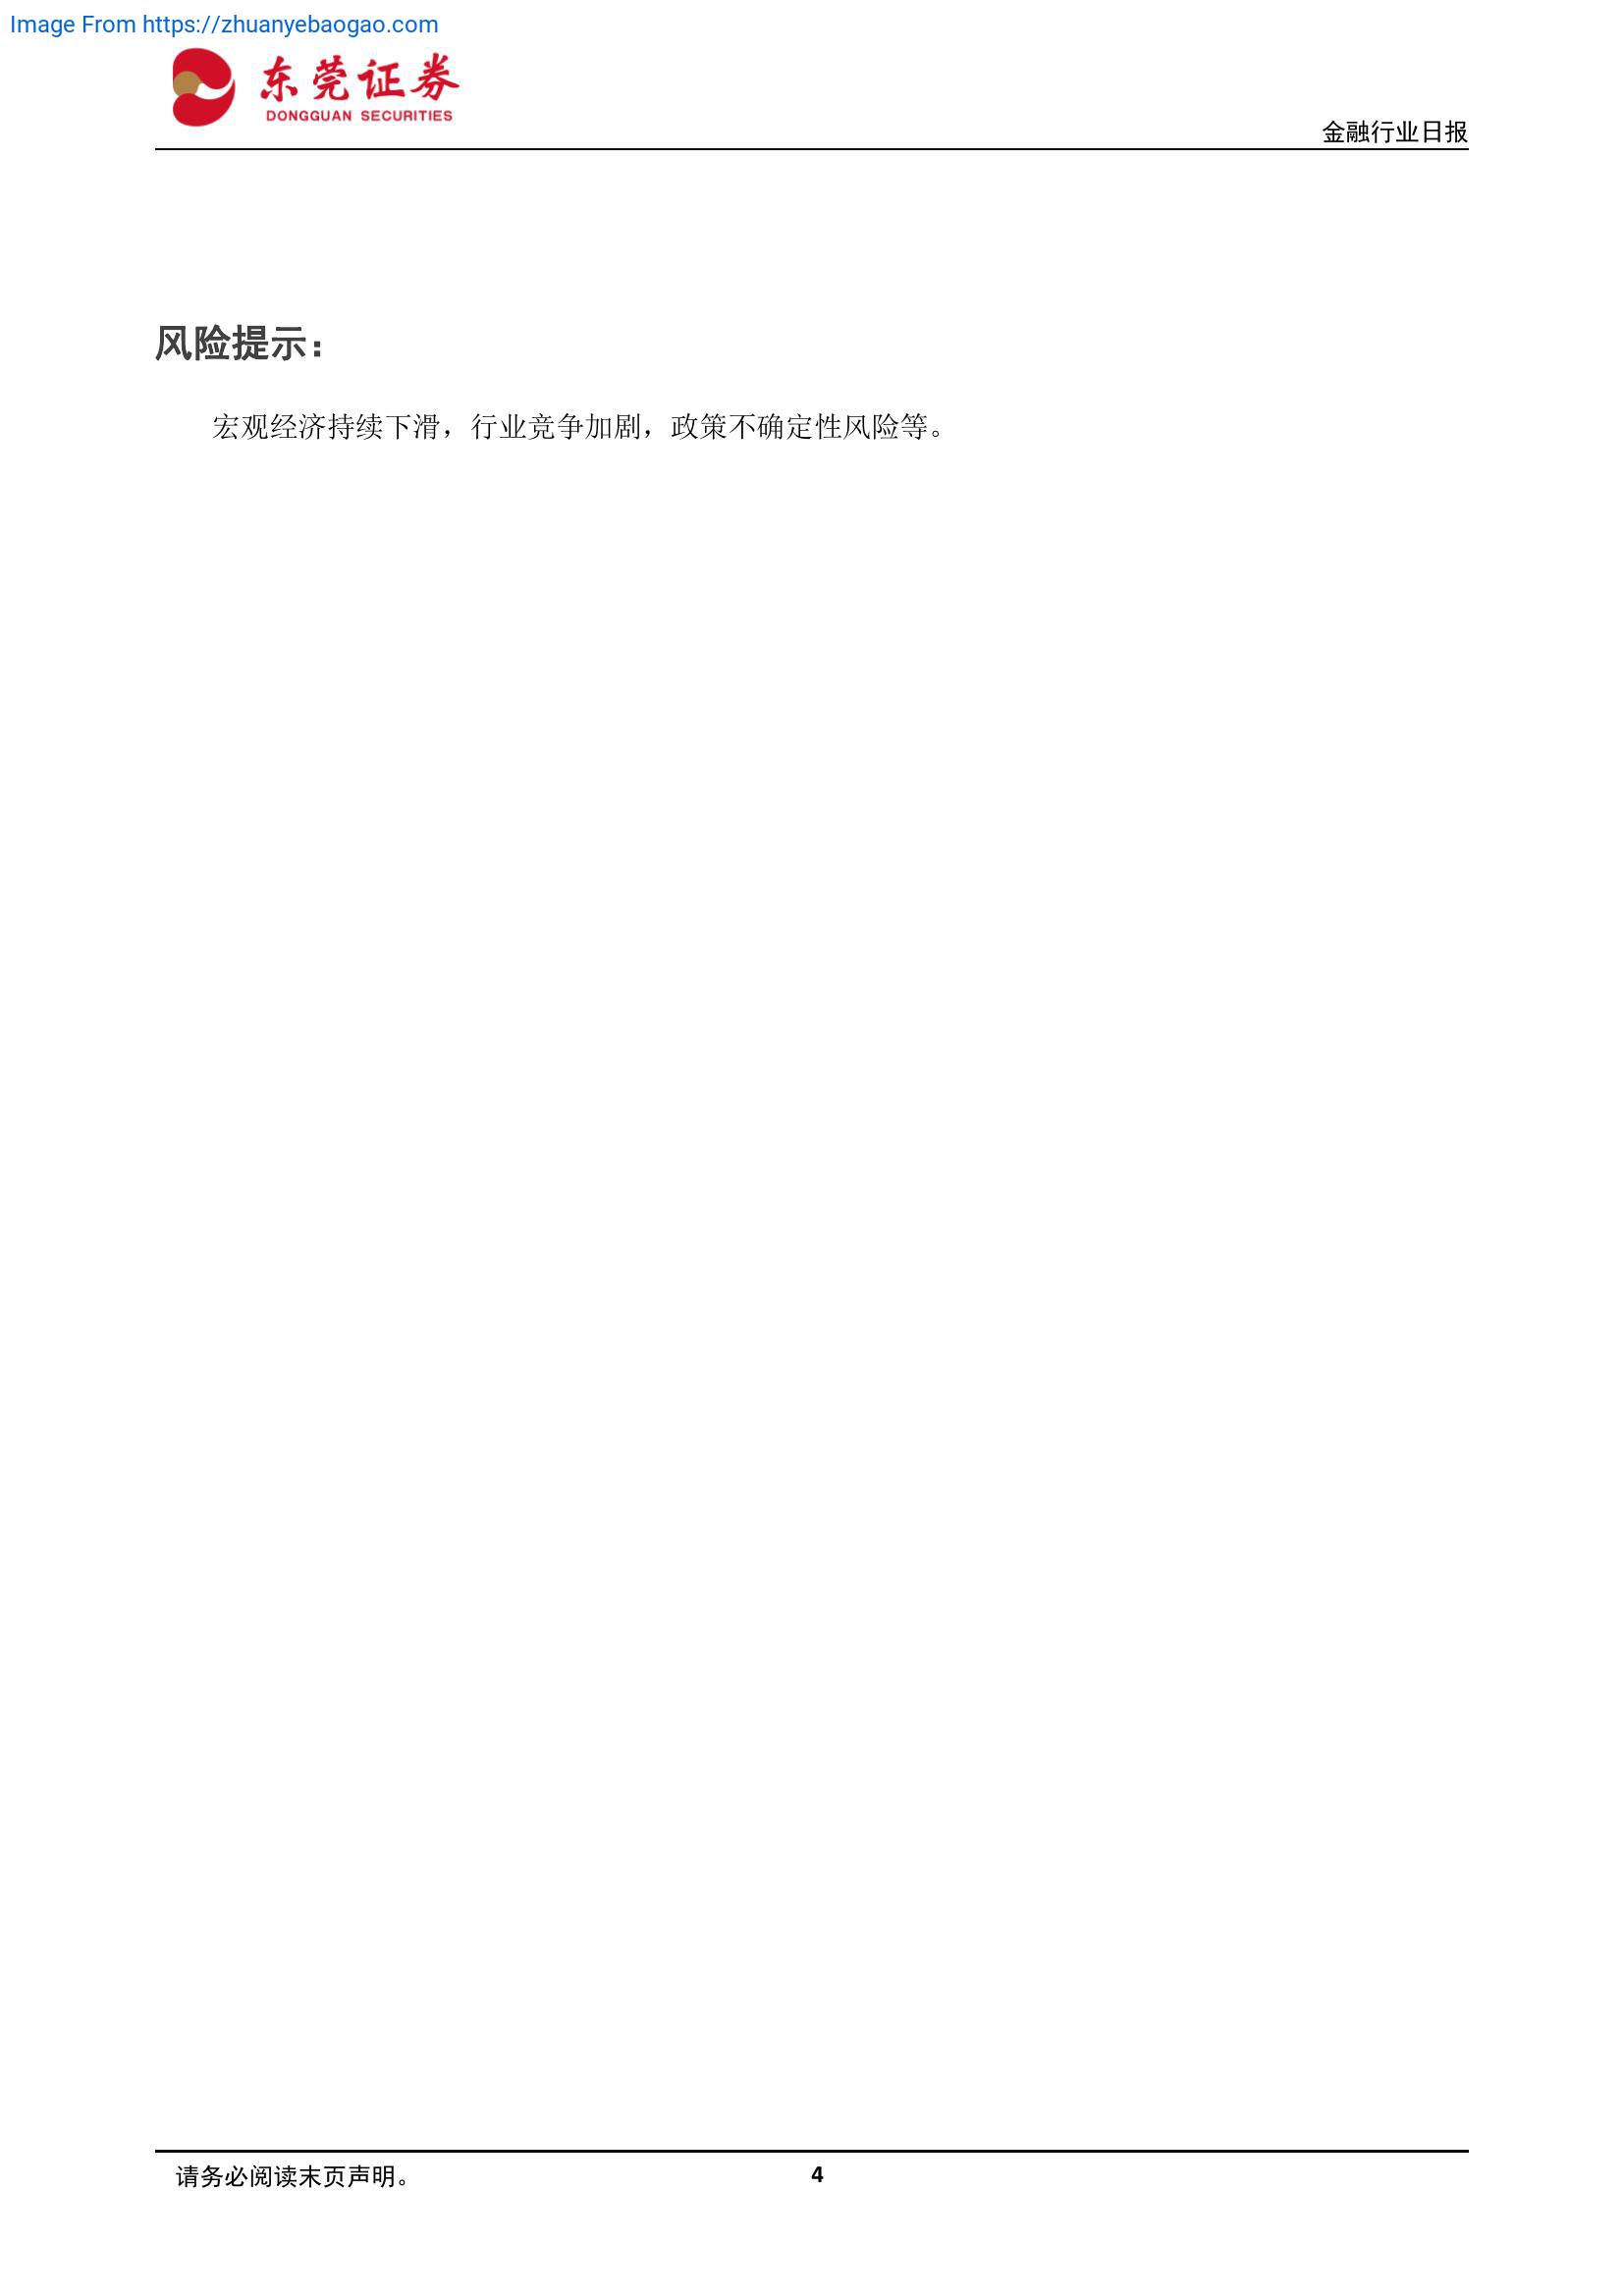 Image From https://zhuanyebaogao.com
东莞证券
DONGGUAN SECURITIES
金融行业日报
风险提示：
宏观经济持续下滑，行业竞争加剧，政策不确定性风险等。
请务必阅读末页声明。
4